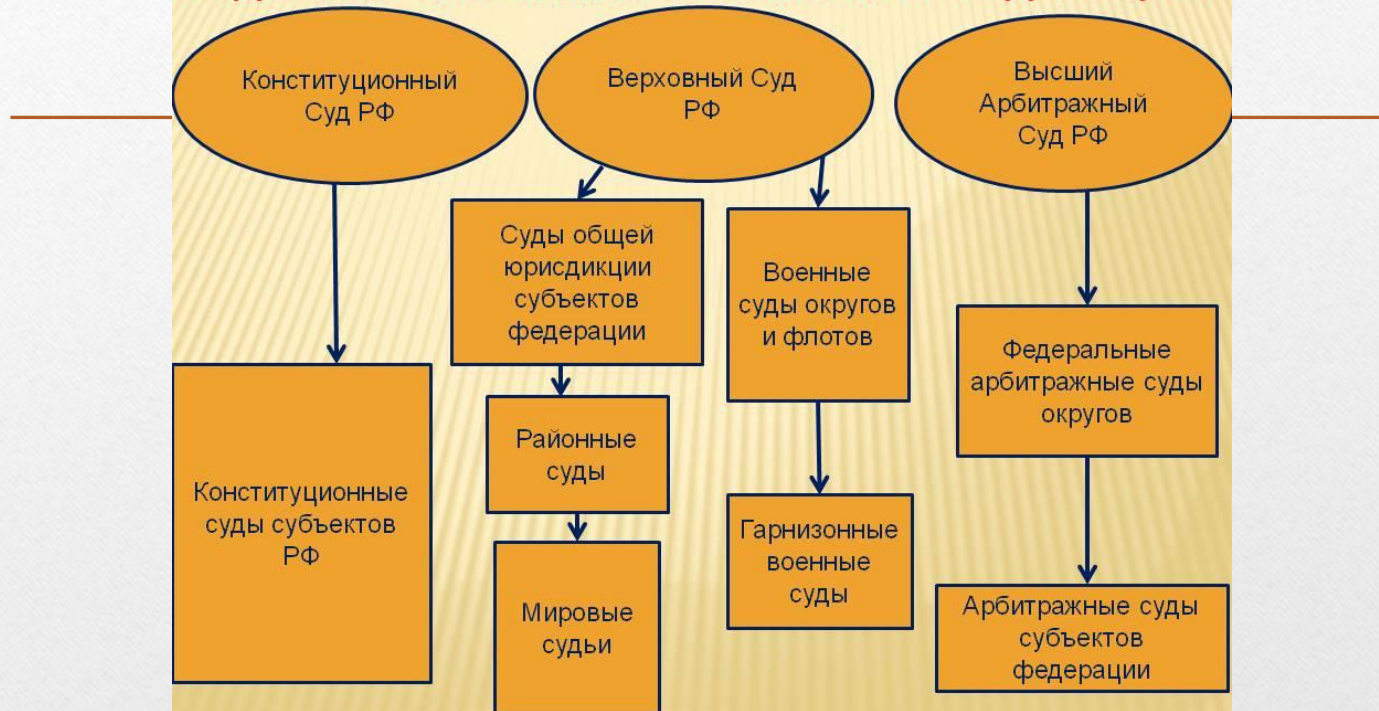 Конституционный
Суд РФ
Верховный Суд
РФ
Высший
Арбитражный
Суд РФ
Суды общей
юрисдикции
субъектов
федерации
Военные
суды округов
и флотов
Федеральные
арбитражные суды
округов
Районные
суды
Конституционные
суды субъектов
РФ
Гарнизонные
военные
суды
Мировые
судьи
Арбитражные суды
субъектов
федерации